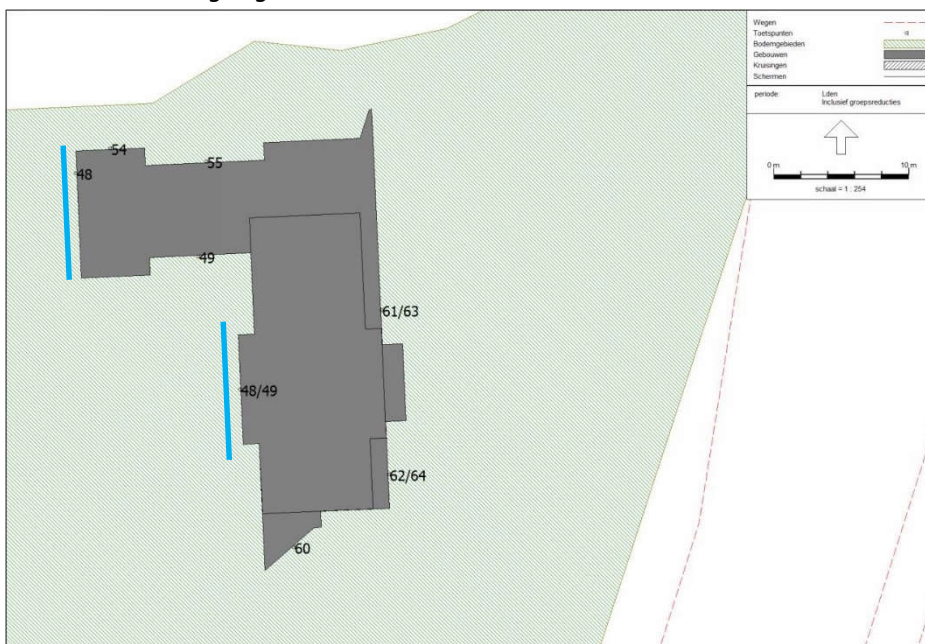 Wegen
Toetspunten
Bodemgebieden
Gebouwen
Kruisingen
Schermen
periode: Lden
Inclusief groepsreducties
0 m 10 m
schaal = 1 : 254
54
48
55
49
61/63
48/49
62/64
60